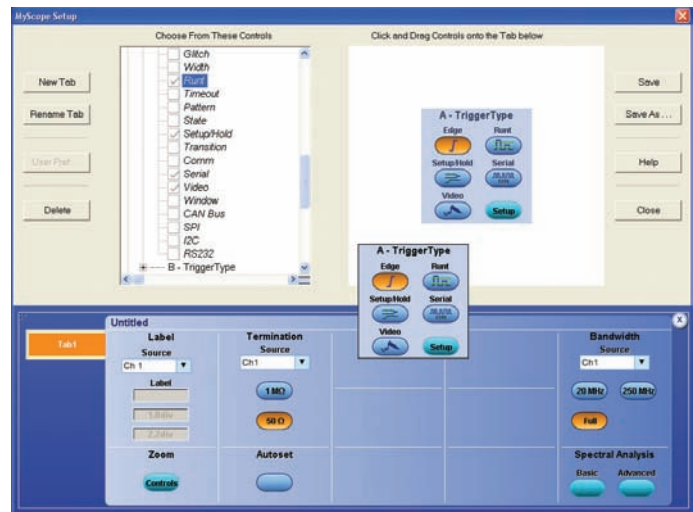 MyScope Setup
Choose From These Controls
Click and Drag Controls onto the Tab below
New Tab
Rename Tab
User Pref...
Delete
Glitch
Width
Runt
Timeout
Pattern
State
Setup/Hold
Transition
Comm
Serial
Video
Window
CAN Bus
SPI
I2C
RS232
B - TriggerType
A - TriggerType
Edge Runt
Setup/Hold Serial
Video
Setup
Save
Save As ...
Help
Close
A - TriggerType
Edge Runt
Setup/Hold Serial
Video
Setup
Tab1
Untitled
X
Label
Source
Ch 1
Label
1.0div
2.2div
Zoom
Controls
Termination
Source
Ch1
1 MΩ
50 Ω
Autoset
Bandwidth
Source
Ch1
20 MHz 250 MHz
Full
Spectral Analysis
Basic Advanced